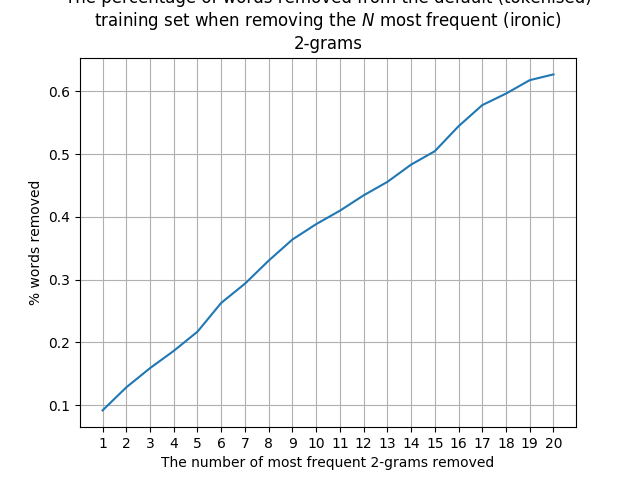 The percentage of words removed from the default (tokenised)
training set when removing the N most frequent (ironic)
2-grams
0.6
0.5
0.4
0.3
0.2
0.1
% words removed
1 2 3 4 5 6 7 8 9 10 11 12 13 14 15 16 17 18 19 20
The number of most frequent 2-grams removed